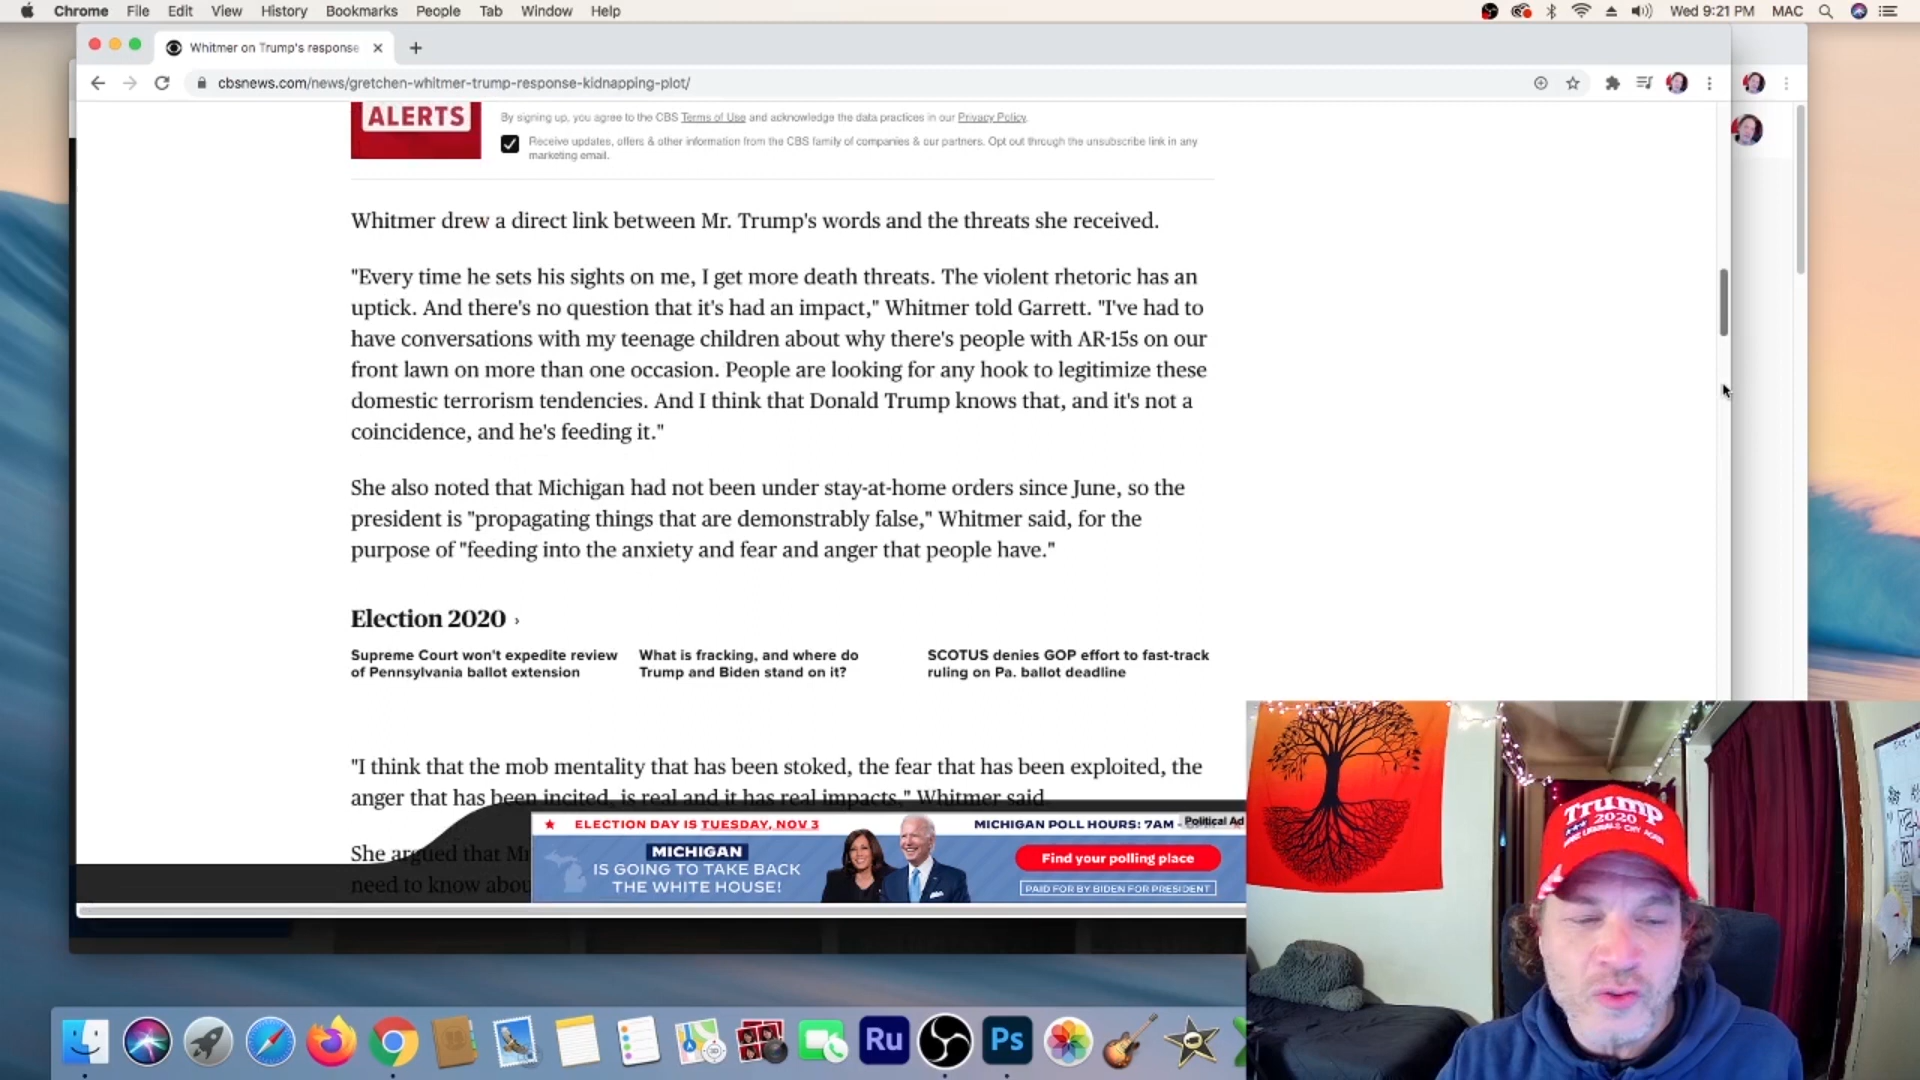 Chrome File Edit View History Bookmarks People Tab Window Help Wed 9:21 PM MAC
Whitmer on Trump's response
cbsnews.com/news/gretchen-whitmer-trump-response-kidnapping-plot/
ALERTS
By signing up, you agree to the CBS Terms of Use and acknowledge the data practices in our Privacy Policy.
Receive updates, offers & other information from the CBS family of companies & our partners. Opt out through the unsubscribe link in any
marketing email.
Whitmer drew a direct link between Mr. Trump's words and the threats she received.
"Every time he sets his sights on me, I get more death threats. The violent rhetoric has an
uptick. And there's no question that it's had an impact," Whitmer told Garrett. "I've had to
have conversations with my teenage children about why there's people with AR-15s on our
front lawn on more than one occasion. People are looking for any hook to legitimize these
domestic terrorism tendencies. And I think that Donald Trump knows that, and it's not a
coincidence, and he's feeding it."
She also noted that Michigan had not been under stay-at-home orders since June, so the
president is "propagating things that are demonstrably false," Whitmer said, for the
purpose of "feeding into the anxiety and fear and anger that people have."
Election 2020 ›
Supreme Court won't expedite review
of Pennsylvania ballot extension
What is fracking, and where do
Trump and Biden stand on it?
SCOTUS denies GOP effort to fast-track
ruling on Pa. ballot deadline
"I think that the mob mentality that has been stoked, the fear that has been exploited, the
anger that has been incited, is real and it has real impacts," Whitmer said
She argued that
need to know
ELECTION DAY IS TUESDAY, NOV 3
MICHIGAN
IS GOING TO TAKE BACK
THE WHITE HOUSE!
MICHIGAN POLL HOURS: 7AM -
Political Ad
Find your polling place
PAID FOR BY BIDEN FOR PRESIDENT
Trump
2020
LIBERALS CRY AGAIN
Ru
Ps